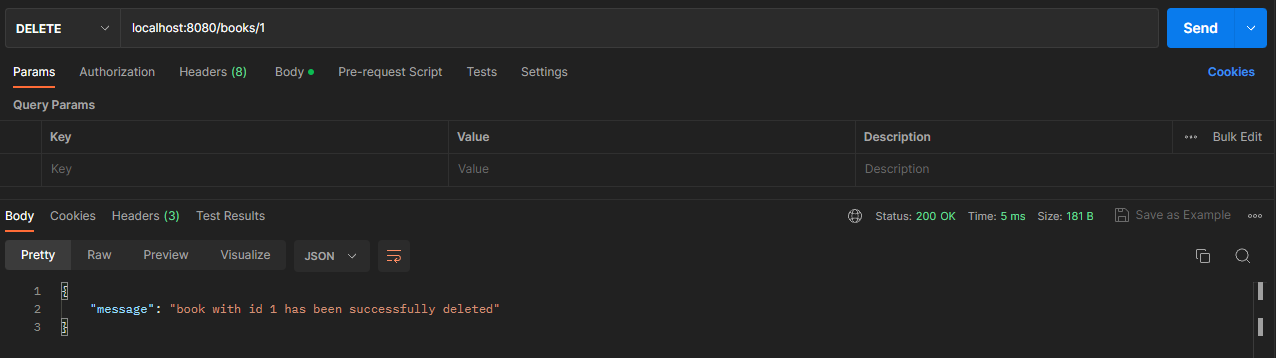 DELETE localhost:8080/books/1 Send
Params Authorization Headers (8) Body Pre-request Script Tests Settings Cookies
Query Params
Key Value Description Bulk Edit
Key Value Description
Body Cookies Headers (3) Test Results Status: 200 OK Time: 5 ms Size: 181 B Save as Example
Pretty Raw Preview Visualize JSON
1 {
2 "message": "book with id 1 has been successfully deleted"
3 }